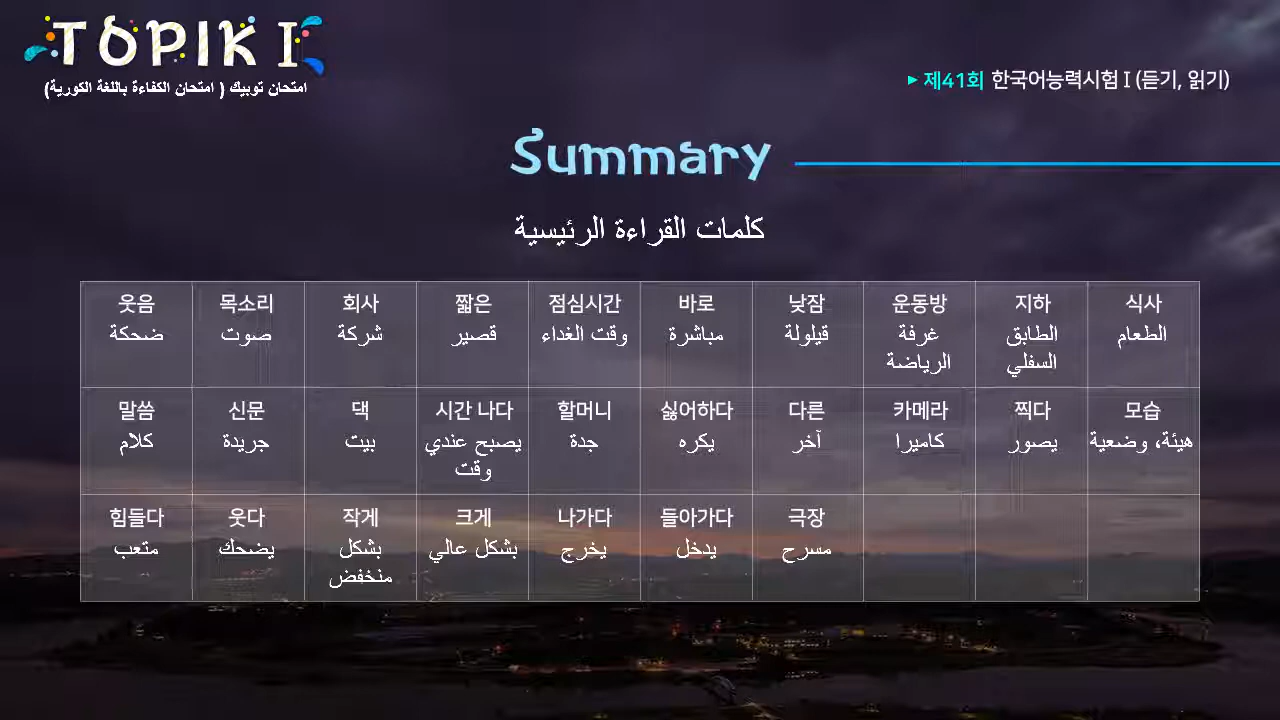 TOPIK I
امتحان توبيك ( امتحان الكفاءة باللغة الكورية)
▶ 제41회 한국어능력시험 I (듣기, 읽기)
Summary
كلمات القراءة الرئيسية
웃음
ضحكة
목소리
صوت
회사
شركة
짧은
قصير
점심시간
وقت الغداء
바로
مباشرة
낮잠
قيلولة
운동방
غرفة
الرياضة
지하
الطابق
السفلي
식사
الطعام
말씀
كلام
신문
جريدة
댁
بيت
시간 나다
يصبح عندي
وقت
할머니
جدة
싫어하다
يكره
다른
آخر
카메라
كاميرا
찍다
يصور
모습
هيئة، وضعية
힘들다
متعب
웃다
يضحك
작게
بشكل
منخفض
크게
بشكل عالي
나가다
يخرج
들아가다
يدخل
극장
مسرح